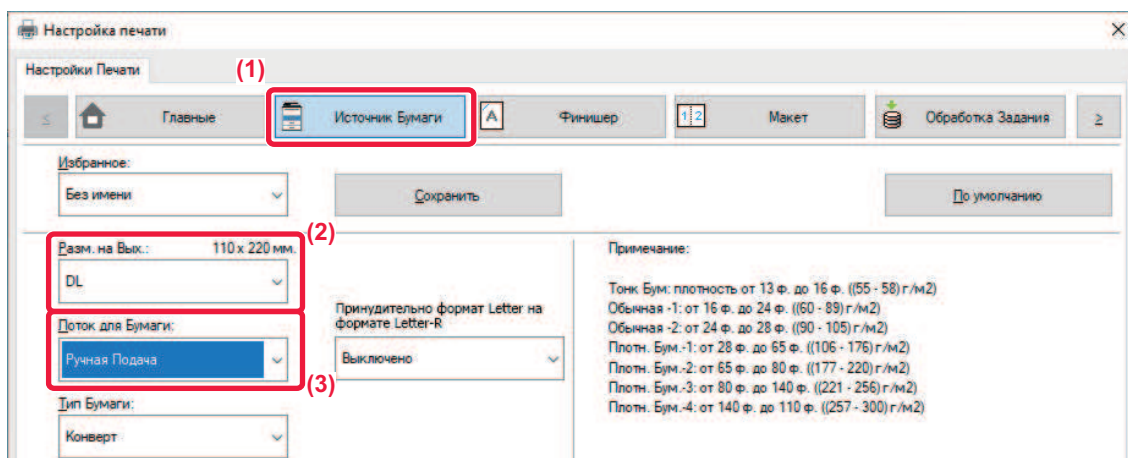 Настройка печати
Настройки Печати
(1)
≤ Главные Источник Бумаги A Финишер 1 2 Макет Обработка Задания ≥
Избранное:
Без имени Сохранить По умолчанию
(2)
Разм. на Вых.: 110 x 220 мм.
DL
Поток для Бумаги:
Ручная Подача
(3)
Тип Бумаги:
Конверт
Принудительно формат Letter на
формате Letter-R
Выключено
Примечание:
Тонк Бум: плотность от 13 ф. до 16 ф. ((55 - 58) г/м2)
Обычная -1: от 16 ф. до 24 ф. ((60 - 89) г/м2)
Обычная -2: от 24 ф. до 28 ф. ((90 - 105) г/м2)
Плотн. Бум.-1: от 28 ф. до 65 ф. ((106 - 176) г/м2)
Плотн. Бум.-2: от 65 ф. до 80 ф. ((177 - 220) г/м2)
Плотн. Бум.-3: от 80 ф. до 140 ф. ((221 - 256) г/м2)
Плотн. Бум.-4: от 140 ф. до 110 ф. ((257 - 300) г/м2)